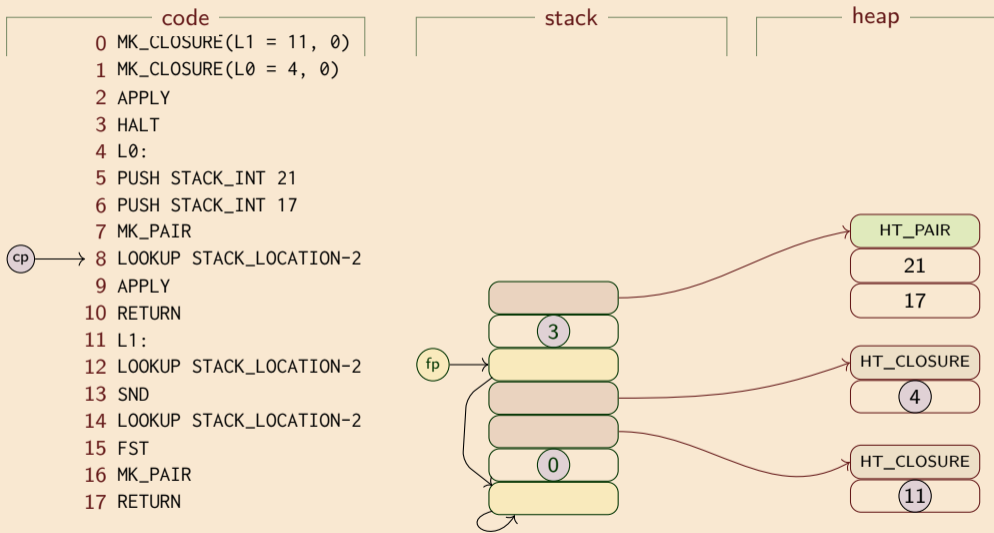 code
stack
heap
0 MK_CLOSURE(L1 = 11, 0)
1 MK_CLOSURE(L0 = 4, 0)
2 APPLY
3 HALT
4 L0:
5 PUSH STACK_INT 21
6 PUSH STACK_INT 17
7 MK_PAIR
cp
8 LOOKUP STACK_LOCATION-2
9 APPLY
10 RETURN
11 L1:
12 LOOKUP STACK_LOCATION-2
13 SND
14 LOOKUP STACK_LOCATION-2
15 FST
16 MK_PAIR
17 RETURN
3
fp
0
HT_PAIR
21
17
HT_CLOSURE
4
HT_CLOSURE
11